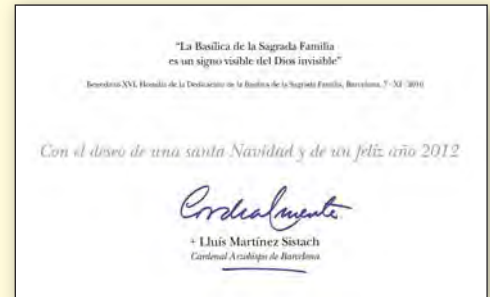 "La Basílica de la Sagrada Familia
es un signo visible del Dios invisible"
Benedicto XVI, Homilía de la Dedicación de la Basílica de la Sagrada Familia, Barcelona, 7 - XI - 2010
Con el deseo de una santa Navidad y de un feliz año 2012
Cordialmente
+ Lluís Martínez Sistach
Cardenal Arzobispo de Barcelona